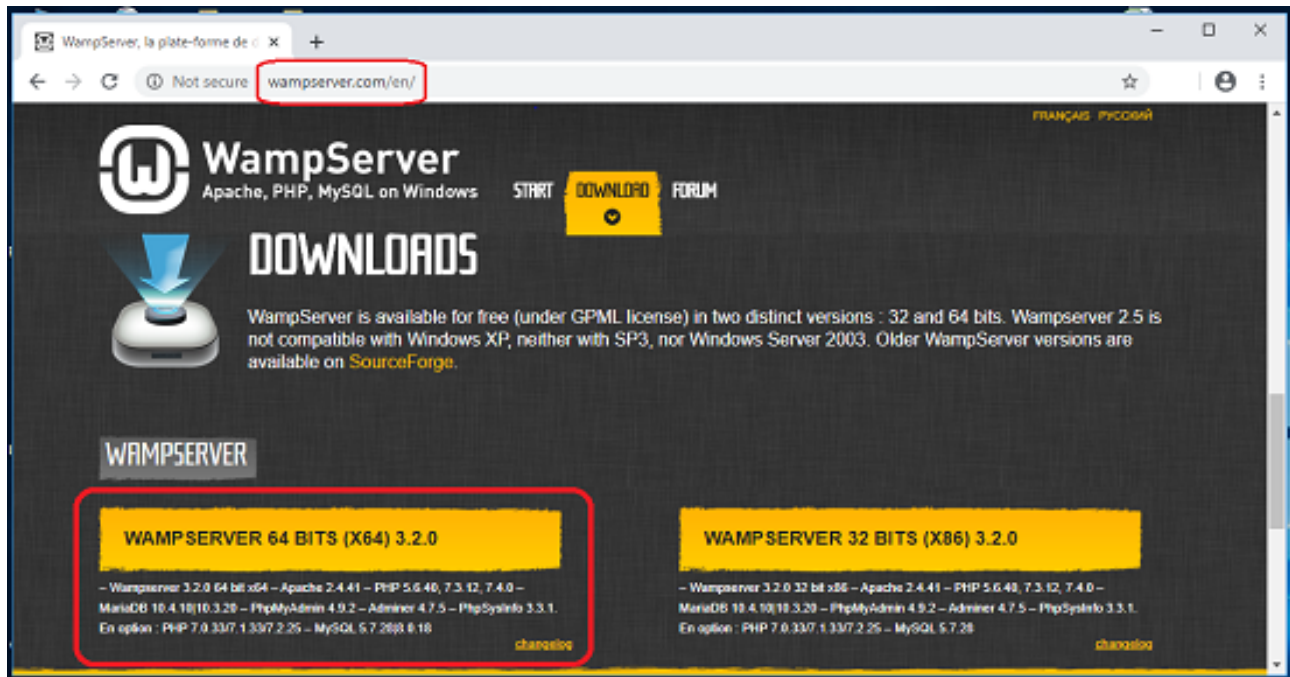 WampServer, la plate-forme de d
Not secure
wampserver.com/en/
FRANÇAIS РУССКИЙ
WampServer
Apache, PHP, MySQL on Windows
START DOWNLOAD FORUM
DOWNLOADS
WampServer is available for free (under GPML license) in two distinct versions : 32 and 64 bits. Wampserver 2.5 is
not compatible with Windows XP, neither with SP3, nor Windows Server 2003. Older WampServer versions are
available on SourceForge.
WAMPSERVER
WAMPSERVER 64 BITS (X64) 3.2.0
– Wampserver 3.2.0 64 bit x64 – Apache 2.4.41 – PHP 5.6.40, 7.3.12, 7.4.0 –
MariaDB 10.4.10|10.3.20 – PhpMyAdmin 4.9.2 – Adminer 4.7.5 – PhpSysInfo 3.3.1.
En option : PHP 7.0.33/7.1.33/7.2.25 – MySQL 5.7.28|8.0.18
changelog
WAMPSERVER 32 BITS (X86) 3.2.0
– Wampserver 3.2.0 32 bit x86 – Apache 2.4.41 – PHP 5.6.40, 7.3.12, 7.4.0 –
MariaDB 10.4.10|10.3.20 – PhpMyAdmin 4.9.2 – Adminer 4.7.5 – PhpSysInfo 3.3.1.
En option : PHP 7.0.33/7.1.33/7.2.25 – MySQL 5.7.28
changelog